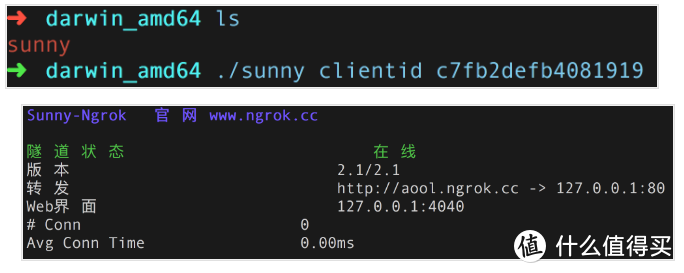 ➜ darwin_amd64 ls
sunny
➜ darwin_amd64 ./sunny clientid c7fb2defb4081919
Sunny-Ngrok 官网 www.ngrok.cc
隧道状态 在线
版本 2.1/2.1
转发 http://aool.ngrok.cc -> 127.0.0.1:80
Web界面 127.0.0.1:4040
# Conn 0
Avg Conn Time 0.00ms
值 什么值得买